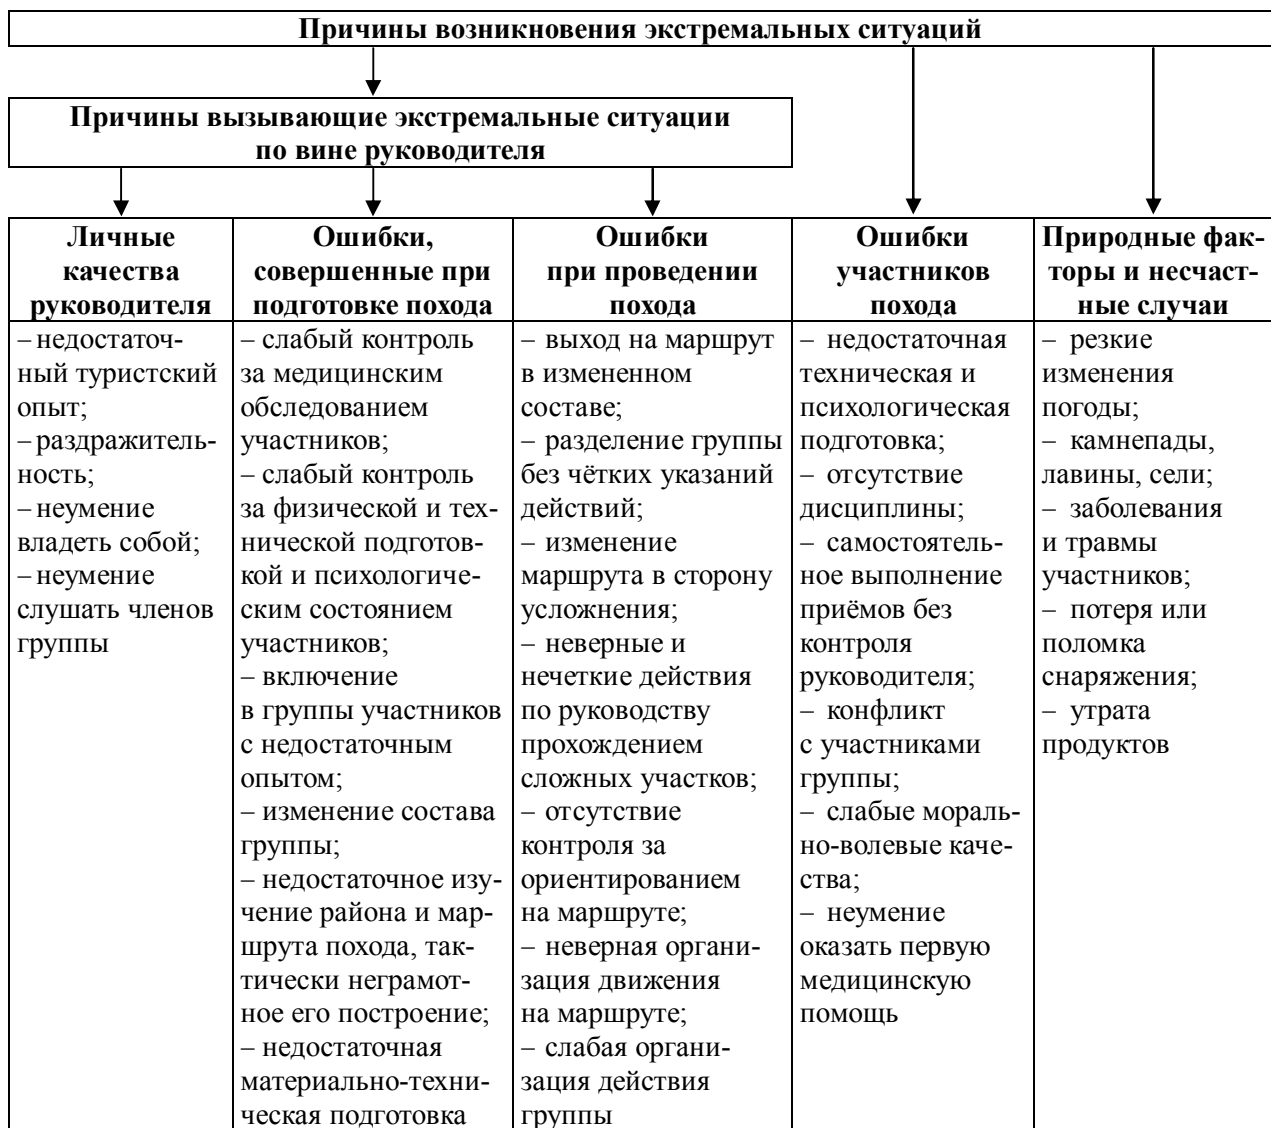 Причины возникновения экстремальных ситуаций
Причины вызывающие экстремальные ситуации
по вине руководителя
Личные
качества
руководителя
– недостаточ-
ный туристский
опыт;
– раздражитель-
ность;
– неумение
владеть собой;
– неумение
слушать членов
группы
Ошибки,
совершенные при
подготовке похода
– слабый контроль
за медицинским
обследованием
участников;
– слабый контроль
за физической и тех-
нической подготов-
кой и психологиче-
ским состоянием
участников;
– включение
в группы участников
с недостаточным
опытом;
– изменение состава
группы;
– недостаточное изу-
чение района и мар-
шрута похода, так-
тически неграмот-
ное его построение;
– недостаточная
материально-техни-
ческая подготовка
Ошибки
при проведении
похода
– выход на маршрут
в измененном
составе;
– разделение группы
без чётких указаний
действий;
– изменение
маршрута в сторону
усложнения;
– неверные и
нечеткие действия
по руководству
прохождением
сложных участков;
– отсутствие
контроля за
ориентированием
на маршруте;
– неверная органи-
зация движения
на маршруте;
– слабая органи-
зация действия
группы
Ошибки
участников
похода
– недостаточная
техническая и
психологическая
подготовка;
– отсутствие
дисциплины;
– самостоятель-
ное выполнение
приёмов без
контроля
руководителя;
– конфликт
с участниками
группы;
– слабые мораль-
но-волевые каче-
ства;
– неумение
оказать первую
медицинскую
помощь
Природные фак-
торы и несчаст-
ные случаи
– резкие
изменения
погоды;
– камнепады,
лавины, сели;
– заболевания
и травмы
участников;
– потеря или
поломка
снаряжения;
– утрата
продуктов